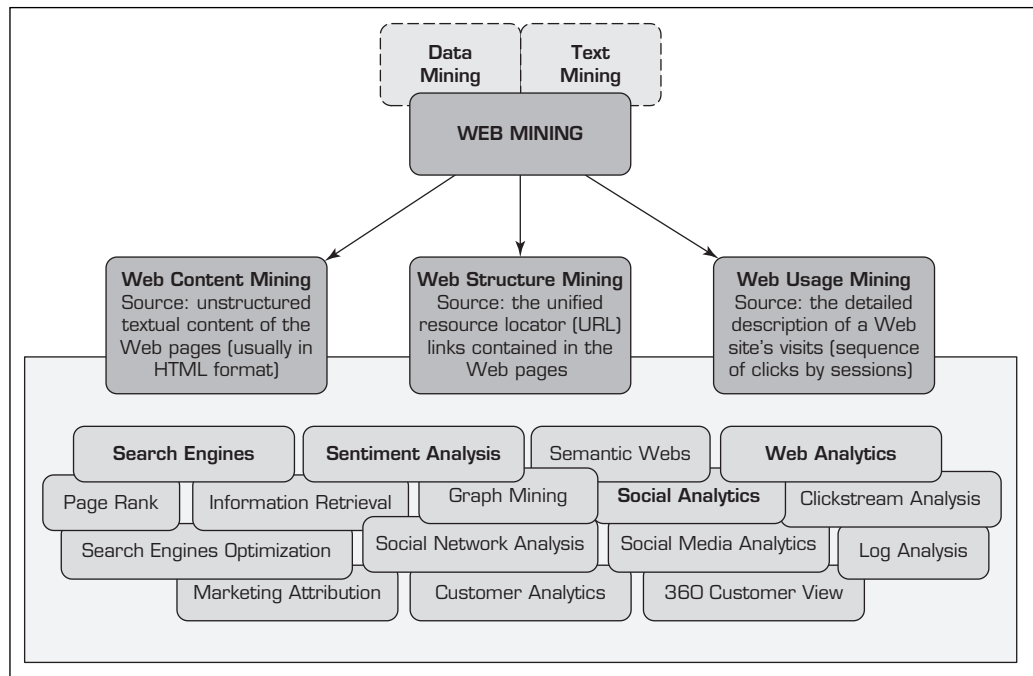 Data
Mining
Text
Mining
WEB MINING
Web Content Mining
Source: unstructured
textual content of the
Web pages (usually in
HTML format)
Web Structure Mining
Source: the unified
resource locator (URL)
links contained in the
Web pages
Web Usage Mining
Source: the detailed
description of a Web
site's visits (sequence
of clicks by sessions)
Search Engines
Sentiment Analysis
Semantic Webs
Web Analytics
Page Rank
Information Retrieval
Graph Mining
Social Analytics
Clickstream Analysis
Search Engines Optimization
Social Network Analysis
Social Media Analytics
Log Analysis
Marketing Attribution
Customer Analytics
360 Customer View